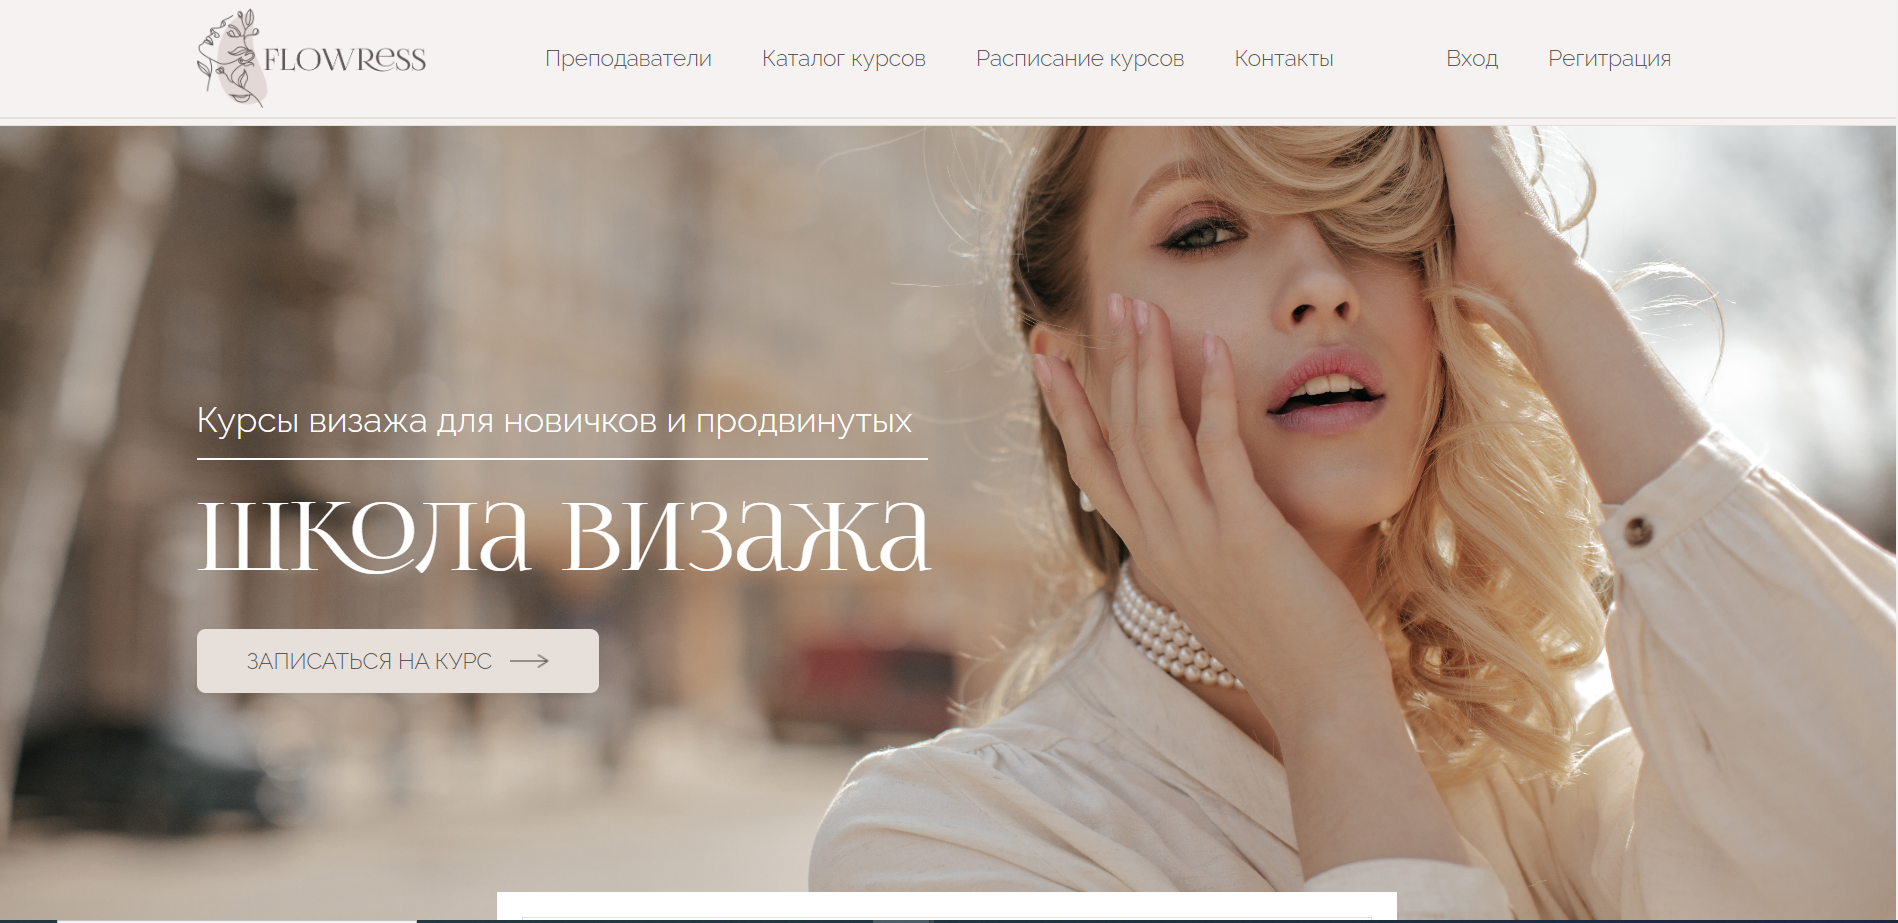 FLOWRESS
Преподаватели Каталог курсов Расписание курсов Контакты Вход Регитрация
Курсы визажа для новичков и продвинутых
Школа визажа
ЗАПИСАТЬСЯ НА КУРС